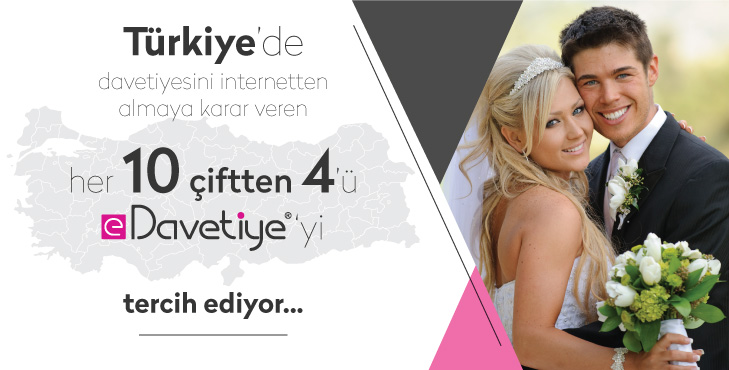 Türkiye'de
davetiyesini internetten
almaya karar veren
her 10 çiftten 4'ü
eDavetiye®'yi
tercih ediyor...